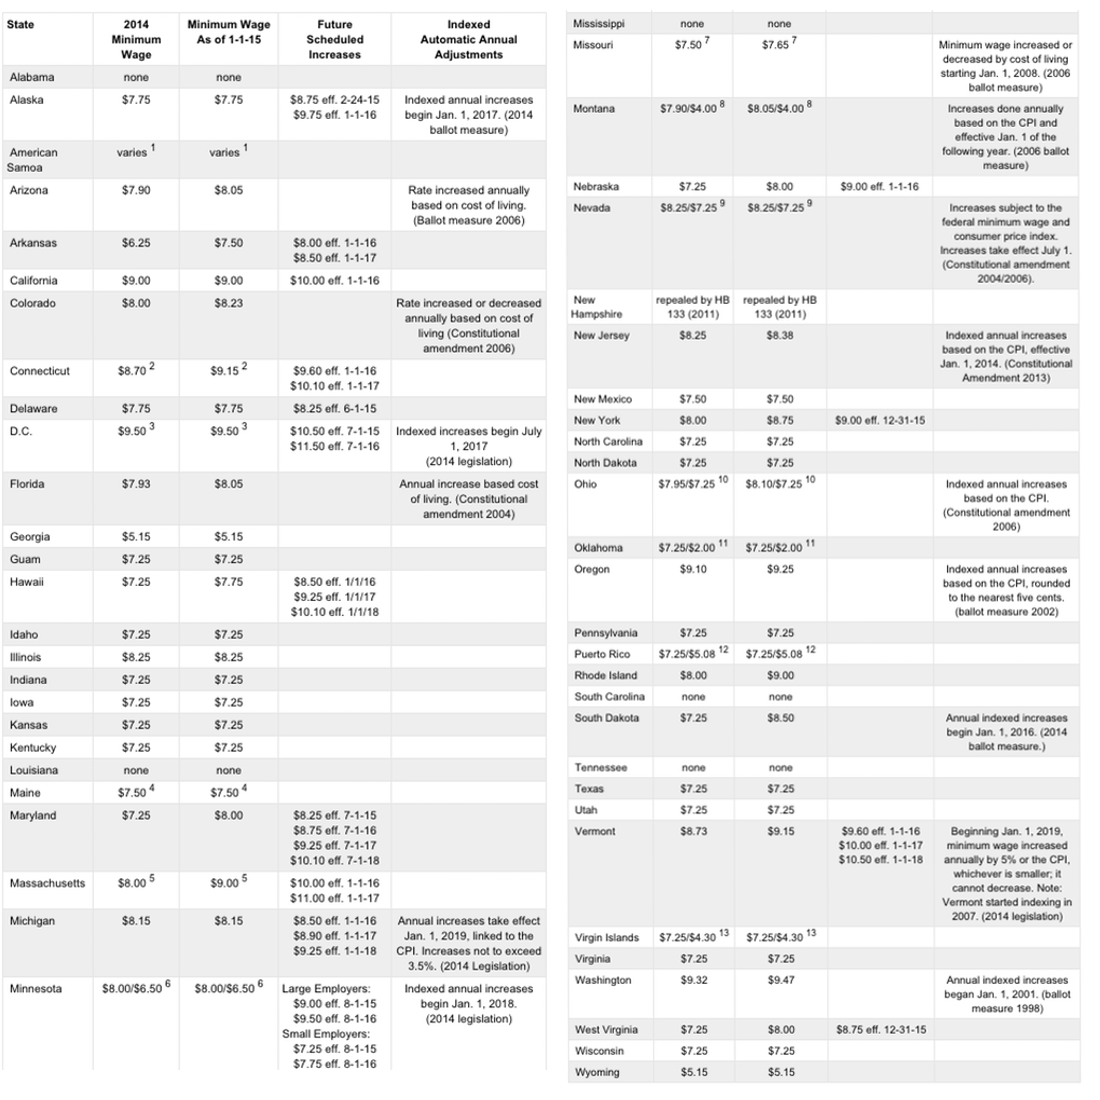 State 2014 Minimum Wage Future Indexed
Minimum As of 1-1-15 Scheduled Automatic Annual
Wage Increases Adjustments
Alabama none none
Alaska $7.75 $7.75 $8.75 eff. 2-24-15 Indexed annual increases
$9.75 eff. 1-1-16 begin Jan. 1, 2017. (2014
ballot measure)
American varies 1 varies 1
Samoa
Arizona $7.90 $8.05 Rate increased annually
based on cost of living.
(Ballot measure 2006)
Arkansas $6.25 $7.50 $8.00 eff. 1-1-16
$8.50 eff. 1-1-17
California $9.00 $9.00 $10.00 eff. 1-1-16
Colorado $8.00 $8.23 Rate increased or decreased
annually based on cost of
living (Constitutional
amendment 2006)
Connecticut $8.70 2 $9.15 2 $9.60 eff. 1-1-16
$10.10 eff. 1-1-17
Delaware $7.75 $7.75 $8.25 eff. 6-1-15
D.C. $9.50 3 $9.50 3 $10.50 eff. 7-1-15 Indexed increases begin July
$11.50 eff. 7-1-16 1, 2017
(2014 legislation)
Florida $7.93 $8.05 Annual increase based cost
of living. (Constitutional
amendment 2004)
Georgia $5.15 $5.15
Guam $7.25 $7.25
Hawaii $7.25 $7.75 $8.50 eff. 1/1/16
$9.25 eff. 1/1/17
$10.10 eff. 1/1/18
Idaho $7.25 $7.25
Illinois $8.25 $8.25
Indiana $7.25 $7.25
Iowa $7.25 $7.25
Kansas $7.25 $7.25
Kentucky $7.25 $7.25
Louisiana none none
Maine $7.50 4 $7.50 4
Maryland $7.25 $8.00 $8.25 eff. 7-1-15
$8.75 eff. 7-1-16
$9.25 eff. 7-1-17
$10.10 eff. 7-1-18
Massachusetts $8.00 5 $9.00 5 $10.00 eff. 1-1-16
$11.00 eff. 1-1-17
Michigan $8.15 $8.15 $8.50 eff. 1-1-16 Annual increases take effect
$8.90 eff. 1-1-17 Jan. 1, 2019, linked to the
$9.25 eff. 1-1-18 CPI. Increases not to exceed
3.5%. (2014 Legislation)
Minnesota $8.00/$6.50 6 $8.00/$6.50 6 Large Employers: Indexed annual increases
$9.00 eff. 8-1-15 begin Jan. 1, 2018.
$9.50 eff. 8-1-16 (2014 legislation)
Small Employers:
$7.25 eff. 8-1-15
$7.75 eff. 8-1-16
Mississippi none none
Missouri $7.50 7 $7.65 7 Minimum wage increased or
decreased by cost of living
starting Jan. 1, 2008. (2006
ballot measure)
Montana $7.90/$4.00 8 $8.05/$4.00 8 Increases done annually
based on the CPI and
effective Jan. 1 of the
following year. (2006 ballot
measure)
Nebraska $7.25 $8.00 $9.00 eff. 1-1-16
Nevada $8.25/$7.25 9 $8.25/$7.25 9 Increases subject to the
federal minimum wage and
consumer price index.
Increases take effect July 1.
(Constitutional amendment
2004/2006).
New repealed by HB repealed by HB
Hampshire 133 (2011) 133 (2011)
New Jersey $8.25 $8.38 Indexed annual increases
based on the CPI, effective
Jan. 1, 2014. (Constitutional
Amendment 2013)
New Mexico $7.50 $7.50
New York $8.00 $8.75 $9.00 eff. 12-31-15
North Carolina $7.25 $7.25
North Dakota $7.25 $7.25
Ohio $7.95/$7.25 10 $8.10/$7.25 10 Indexed annual increases
based on the CPI.
(Constitutional amendment
2006)
Oklahoma $7.25/$2.00 11 $7.25/$2.00 11
Oregon $9.10 $9.25 Indexed annual increases
based on the CPI, rounded
to the nearest five cents.
(ballot measure 2002)
Pennsylvania $7.25 $7.25
Puerto Rico $7.25/$5.08 12 $7.25/$5.08 12
Rhode Island $8.00 $9.00
South Carolina none none
South Dakota $7.25 $8.50 Annual indexed increases
begin Jan. 1, 2016. (2014
ballot measure.)
Tennessee none none
Texas $7.25 $7.25
Utah $7.25 $7.25
Vermont $8.73 $9.15 $9.60 eff. 1-1-16 Beginning Jan. 1, 2019,
$10.00 eff. 1-1-17 minimum wage increased
$10.50 eff. 1-1-18 annually by 5% or the CPI,
whichever is smaller; it
cannot decrease. Note:
Vermont started indexing in
2007. (2014 legislation)
Virgin Islands $7.25/$4.30 13 $7.25/$4.30 13
Virginia $7.25 $7.25
Washington $9.32 $9.47 Annual indexed increases
began Jan. 1, 2001. (ballot
measure 1998)
West Virginia $7.25 $8.00 $8.75 eff. 12-31-15
Wisconsin $7.25 $7.25
Wyoming $5.15 $5.15